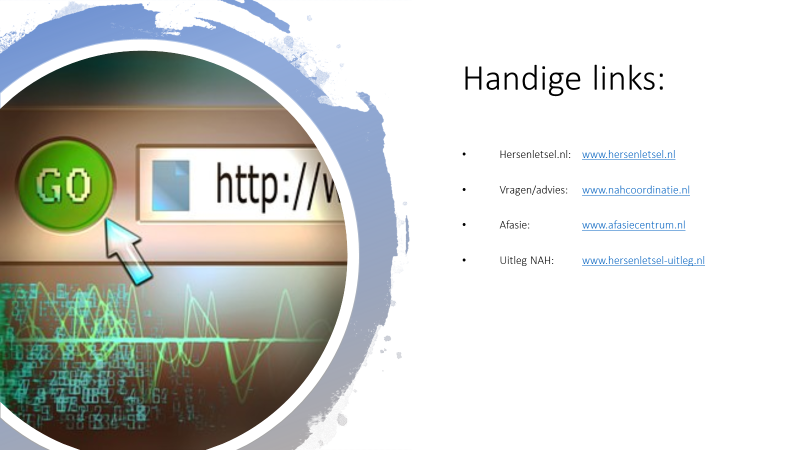 Handige links:
• Hersenletsel.nl: www.hersenletsel.nl
• Vragen/advies: www.nahcoordinatie.nl
• Afasie: www.afasiecentrum.nl
• Uitleg NAH: www.hersenletsel-uitleg.nl
GO
http://w